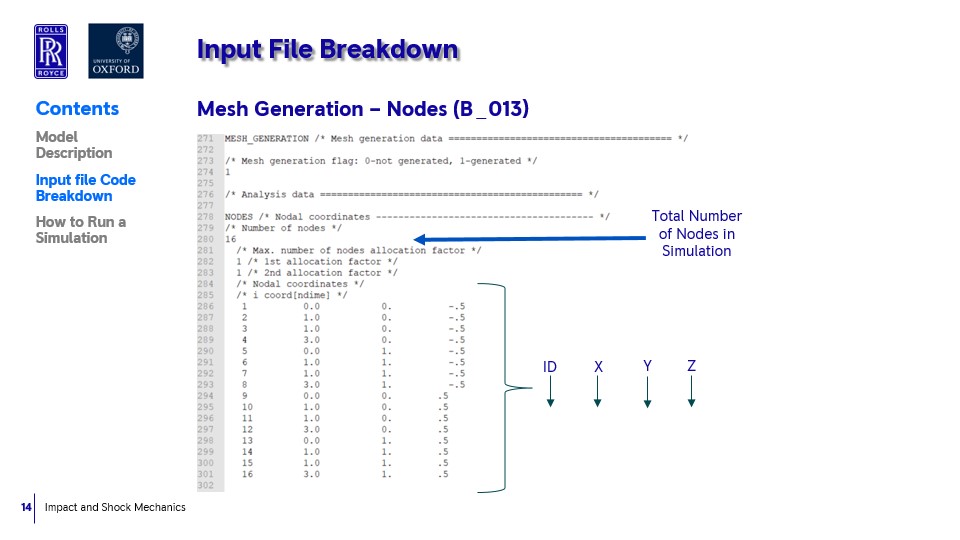 ROLLS
RR
ROYCE
UNIVERSITY OF
OXFORD
Input File Breakdown
Contents
Model
Description
Input file Code
Breakdown
How to Run a
Simulation
Mesh Generation – Nodes (B_013)
271 MESH_GENERATION /* Mesh generation data ======================================== */
272
273 /* Mesh generation flag: 0-not generated, 1-generated */
274 1
275
276 /* Analysis data =============================================== */
277
278 NODES /* Nodal coordinates --------------------------------------- */
279 /* Number of nodes */
280 16
281 /* Max. number of nodes allocation factor */
282 1 /* 1st allocation factor */
283 1 /* 2nd allocation factor */
284 /* Nodal coordinates */
285 /* i coord[ndime] */
286 1 0.0 0. -.5
287 2 1.0 0. -.5
288 3 1.0 0. -.5
289 4 3.0 0. -.5
290 5 0.0 1. -.5
291 6 1.0 1. -.5
292 7 1.0 1. -.5
293 8 3.0 1. -.5
294 9 0.0 0. .5
295 10 1.0 0. .5
296 11 1.0 0. .5
297 12 3.0 0. .5
298 13 0.0 1. .5
299 14 1.0 1. .5
300 15 1.0 1. .5
301 16 3.0 1. .5
302
Total Number
of Nodes in
Simulation
ID X Y Z
14 Impact and Shock Mechanics